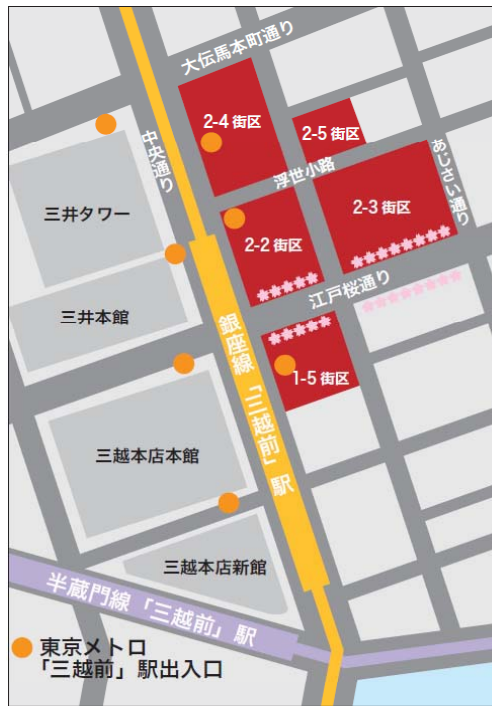 大伝馬本町通り
2-4 街区
2-5 街区
中央通り
浮世小路
あじさい通り
三井タワー
2-3 街区
2-2 街区
江戸桜通り
三井本館
銀座線「三越前」駅
1-5 街区
三越本店本館
三越本店新館
半蔵門線「三越前」駅
東京メトロ
「三越前」駅出入口